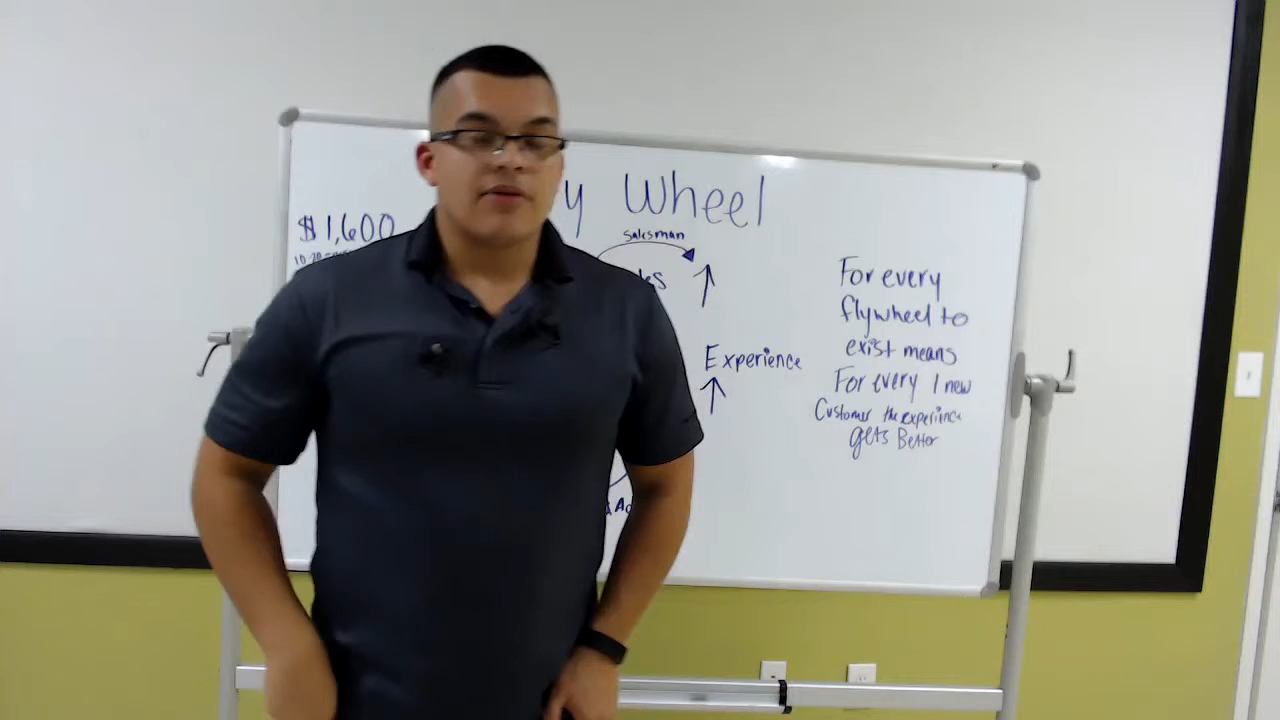 y Wheel
$1,600
Salesman
Experience
For every
flywheel to
exist means
For every 1 new
Customer the experience
gets Better